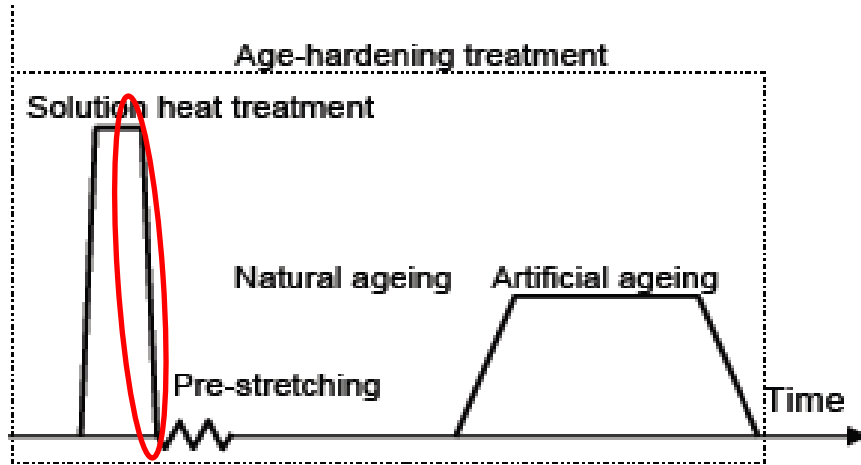 Age-hardening treatment
Solution heat treatment
Natural ageing
Artificial ageing
Pre-stretching
Time